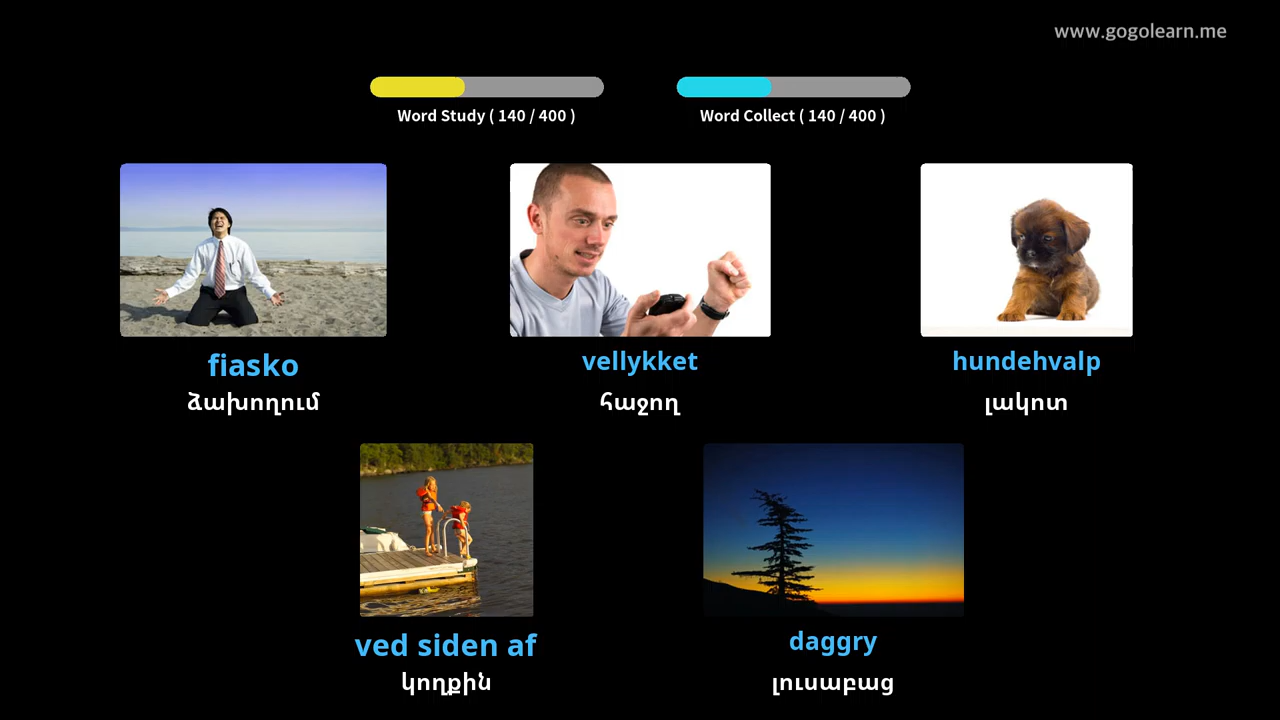 www.gogolearn.me
Word Study ( 140 / 400 )
Word Collect ( 140 / 400 )
fiasko
ձախողում
vellykket
հաջող
hundehvalp
լակոտ
ved siden af
կողքին
daggry
լուսաբաց